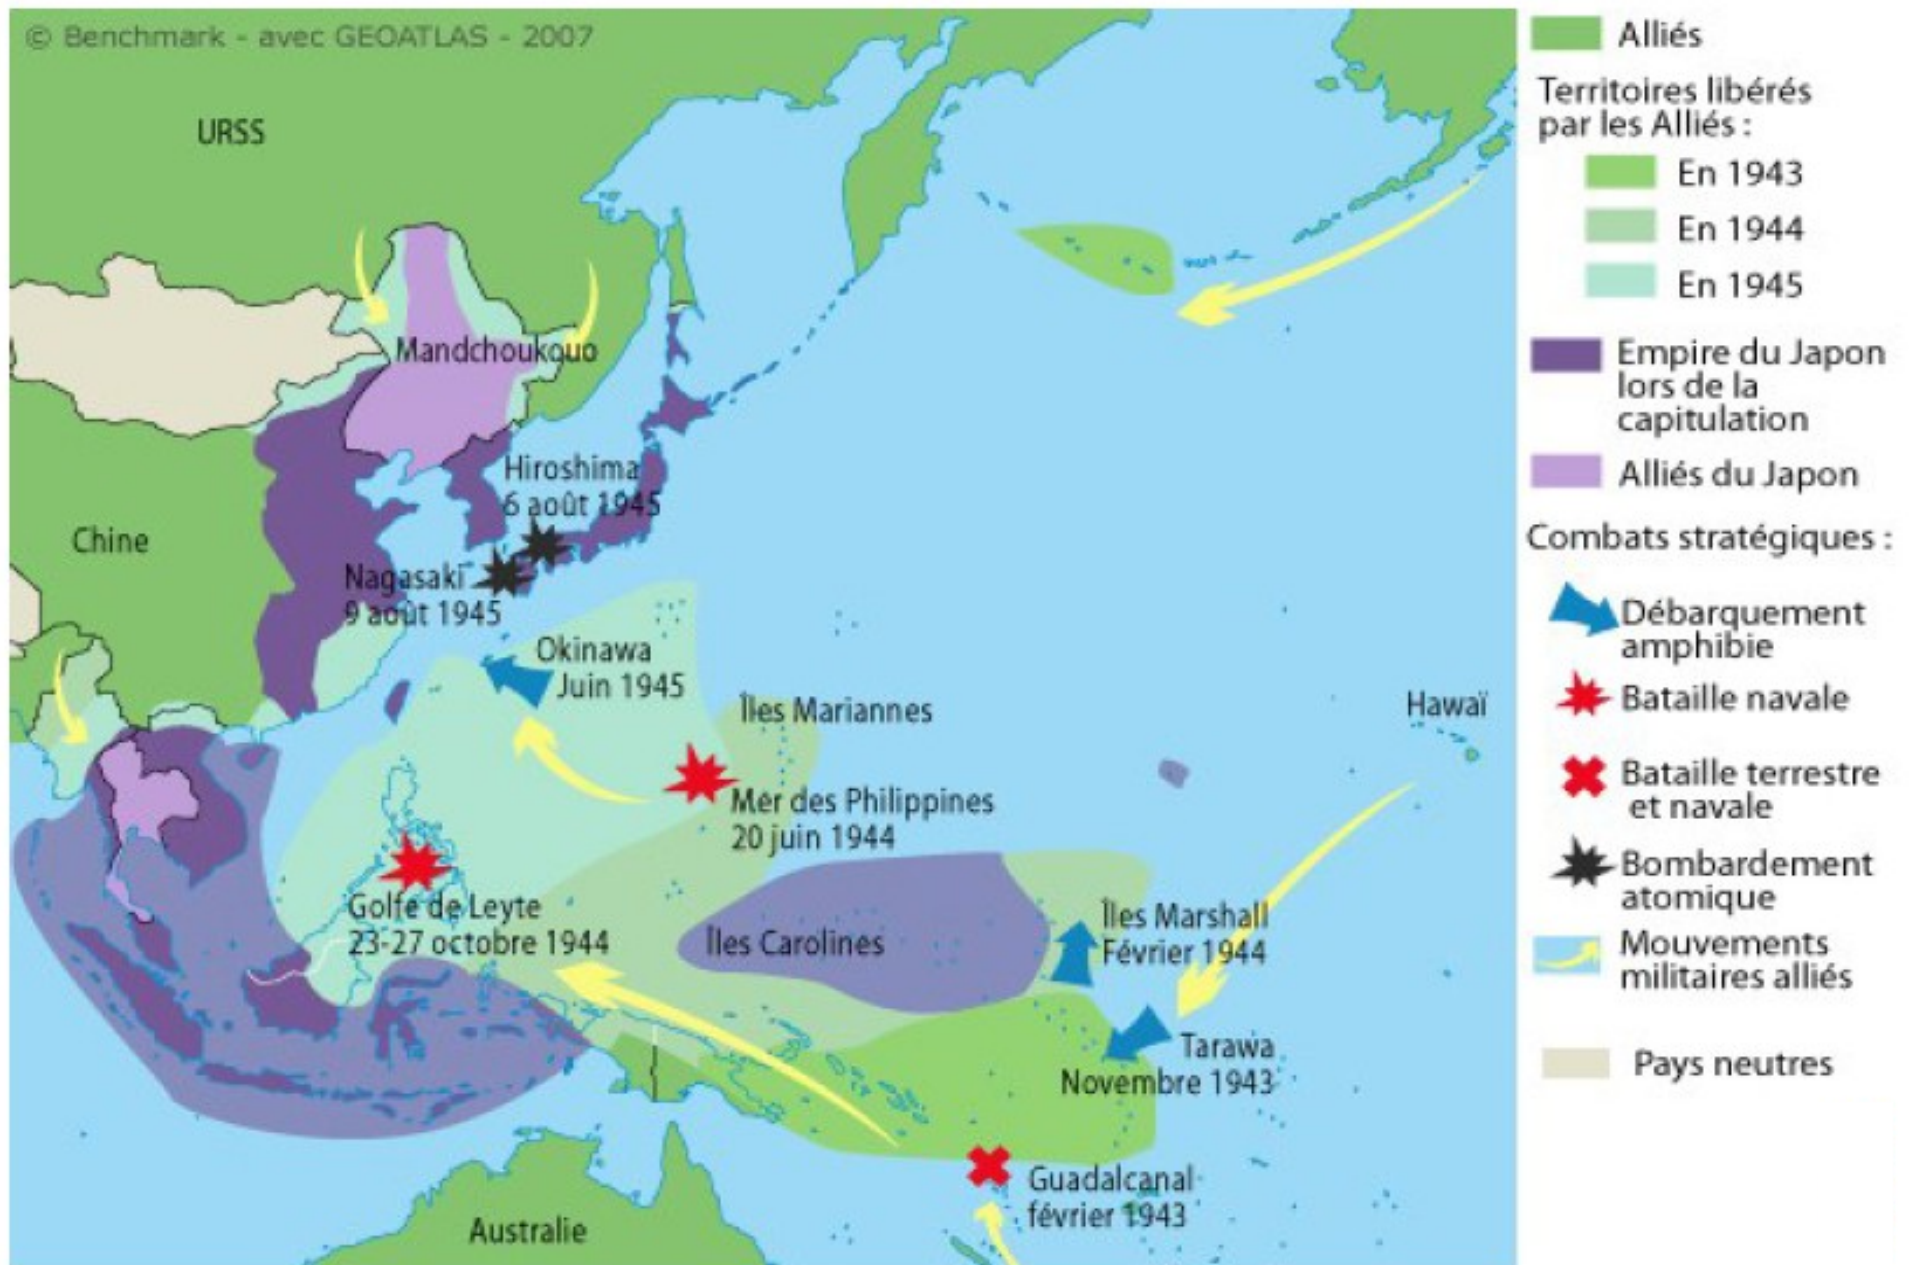 © Benchmark - avec GEOATLAS - 2007
URSS
Mandchoukouo
Chine
Hiroshima
6 août 1945
Nagasaki
9 août 1945
Okinawa
Juin 1945
Îles Mariannes
Hawaï
Mer des Philippines
20 juin 1944
Golfe de Leyte
23-27 octobre 1944
Îles Carolines
Îles Marshall
Février 1944
Tarawa
Novembre 1943
Guadalcanal
février 1943
Australie
Alliés
Territoires libérés
par les Alliés :
En 1943
En 1944
En 1945
Empire du Japon
lors de la
capitulation
Alliés du Japon
Combats stratégiques :
Débarquement
amphibie
Bataille navale
Bataille terrestre
et navale
Bombardement
atomique
Mouvements
militaires alliés
Pays neutres